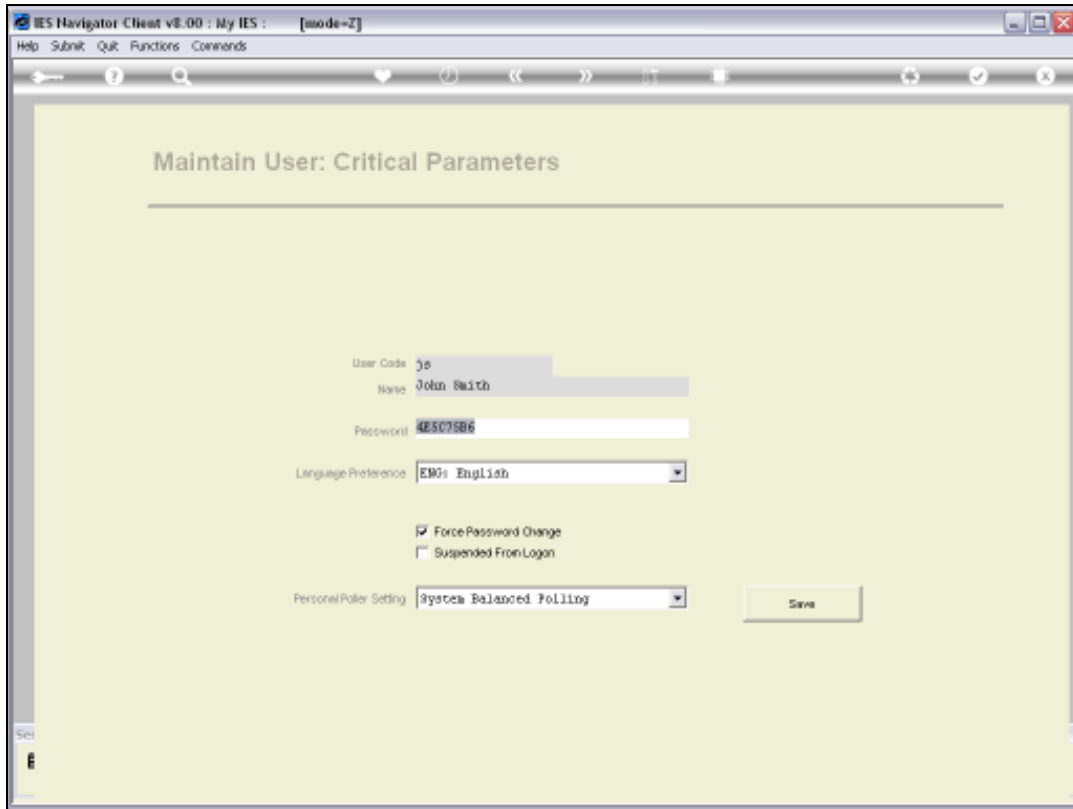 IES Navigator Client v8.00 : My IES : [mode=Z]
Help Submit Quit Functions Commands
Maintain User: Critical Parameters
User Code js
Name John Smith
Password 4E5C75B6
Language Preference ENG: English
Force Password Change
Suspended From Logon
Personal Poller Setting System Balanced Polling
Save